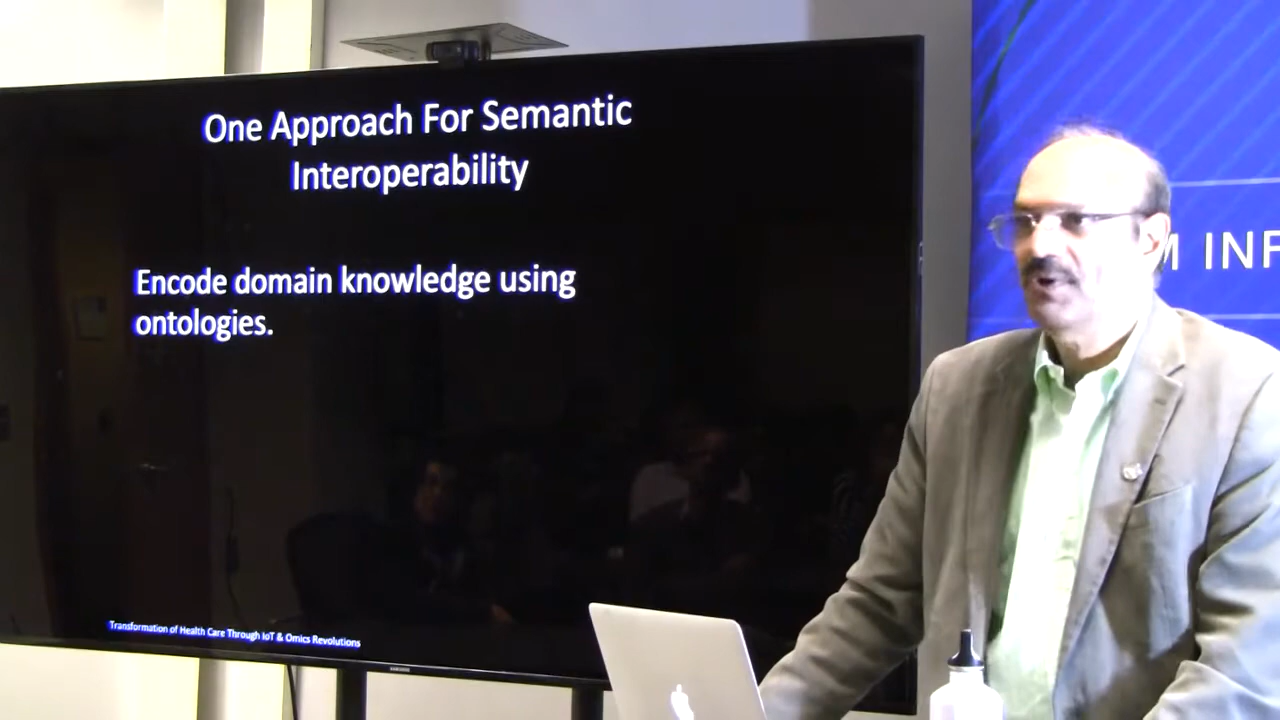 One Approach For Semantic
Interoperability
Encode domain knowledge using
ontologies.
Transformation of Health Care Through IoT & Omics Revolutions
SAMSUNG
M INF